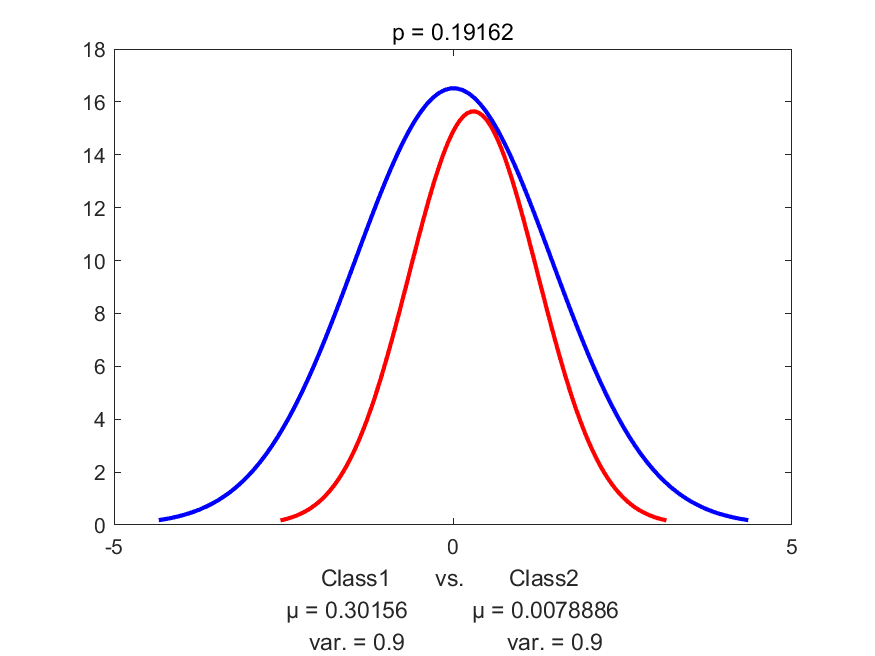 p = 0.19162
18
16
14
12
10
8
6
4
2
0
-5 0 5
Class1 vs. Class2
μ = 0.30156 μ = 0.0078886
var. = 0.9 var. = 0.9